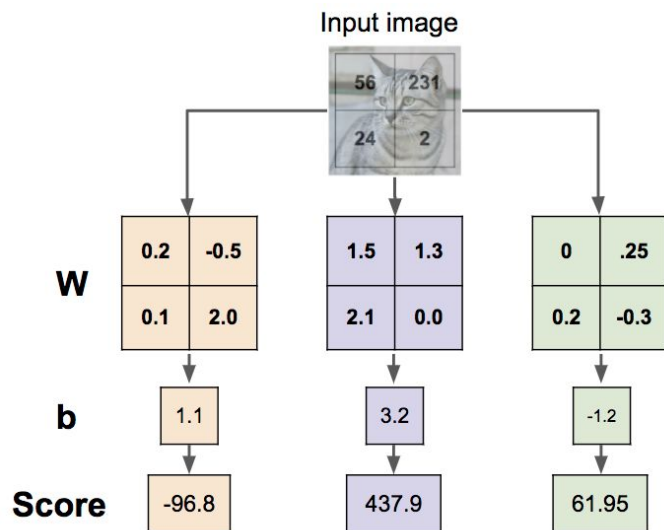 Input image
56 231
24 2
W
0.2 -0.5 1.5 1.3 0 .25
0.1 2.0 2.1 0.0 0.2 -0.3
b 1.1 3.2 -1.2
Score -96.8 437.9 61.95